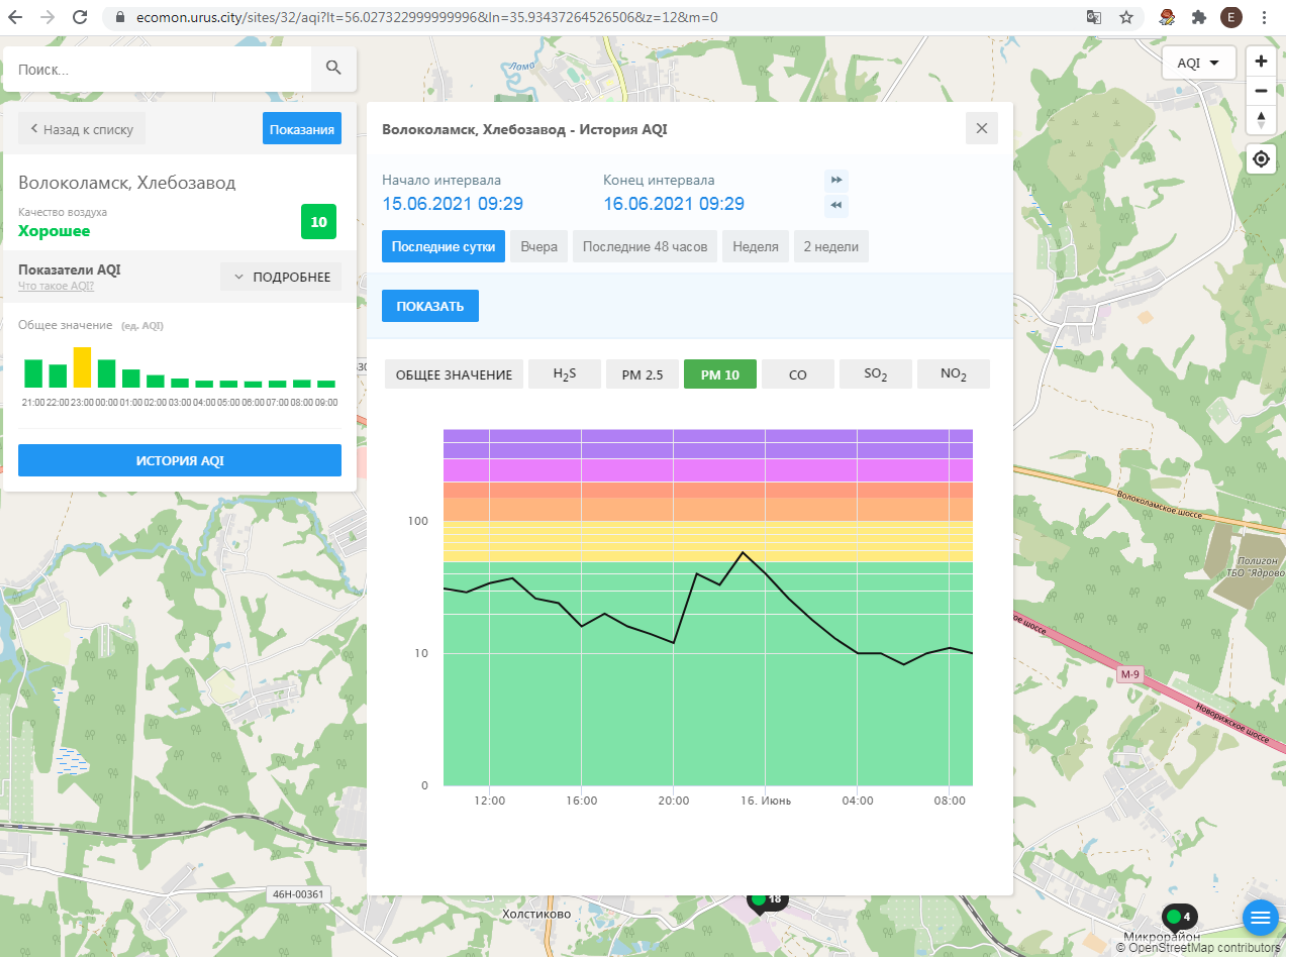 ecomon.urus.city/sites/32/aqi?lt=56.027322999999996&ln=35.93437264526506&z=12&m=0
E
Поиск...
AQI
Лама
Назад к списку
Показания
Волоколамск, Хлебозавод - История AQI
Волоколамск, Хлебозавод
Качество воздуха
Хорошее
10
Начало интервала
Конец интервала
15.06.2021 09:29
16.06.2021 09:29
Последние сутки
Вчера
Последние 48 часов
Неделя
2 недели
Показатели AQI
Что такое AQI?
ПОДРОБНЕЕ
ПОКАЗАТЬ
Общее значение (ед. AQI)
21:00 22:00 23:00 00:00 01:00 02:00 03:00 04:00 05:00 06:00 07:00 08:00 09:00
ИСТОРИЯ AQI
ОБЩЕЕ ЗНАЧЕНИЕ
H2S
PM 2.5
PM 10
CO
SO2
NO2
100
10
0
12:00
16:00
20:00
16. Июнь
04:00
08:00
Волоколамское шоссе
Полигон
ТБО "Ядрово
ое шоссе
М-9
Новорижское шоссе
46Н-00361
Холстиково
18
4
Микрорайон
© OpenStreetMap contributors